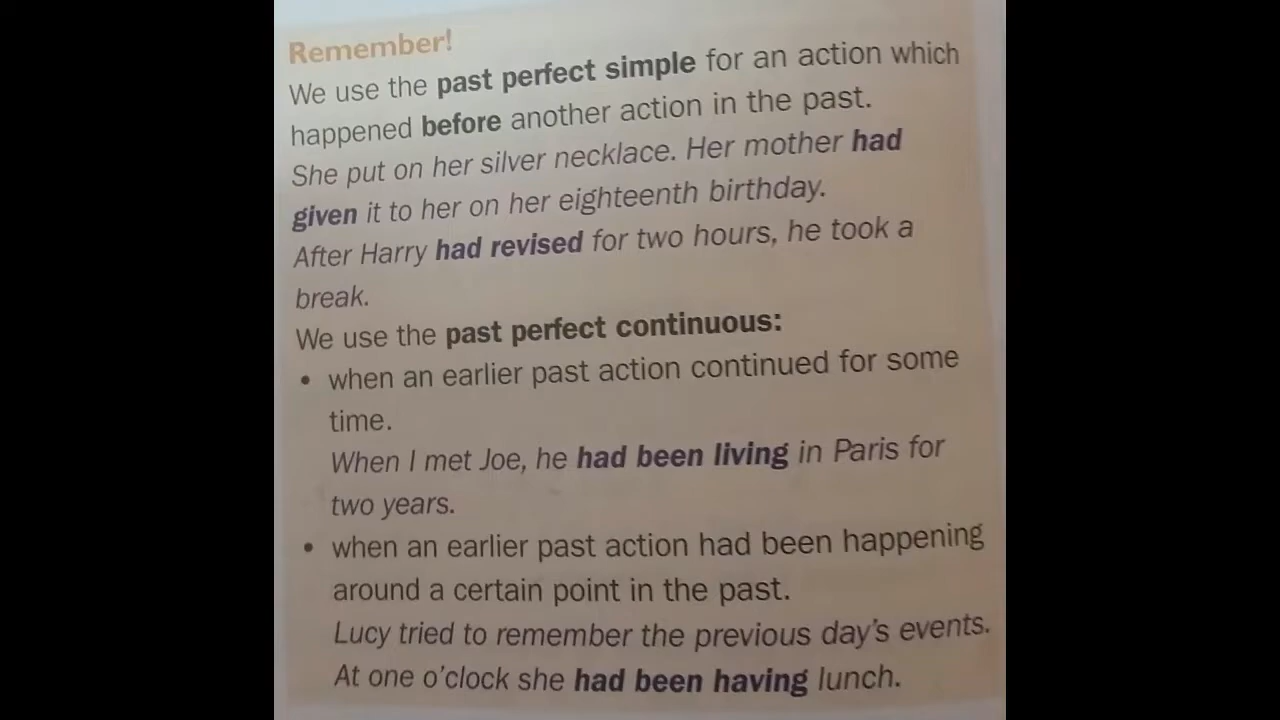 Remember!
We use the past perfect simple for an action which
happened before another action in the past.
She put on her silver necklace. Her mother had
given it to her on her eighteenth birthday.
After Harry had revised for two hours, he took a
break.
We use the past perfect continuous:
• when an earlier past action continued for some
time.
When I met Joe, he had been living in Paris for
two years.
• when an earlier past action had been happening
around a certain point in the past.
Lucy tried to remember the previous day's events.
At one o'clock she had been having lunch.